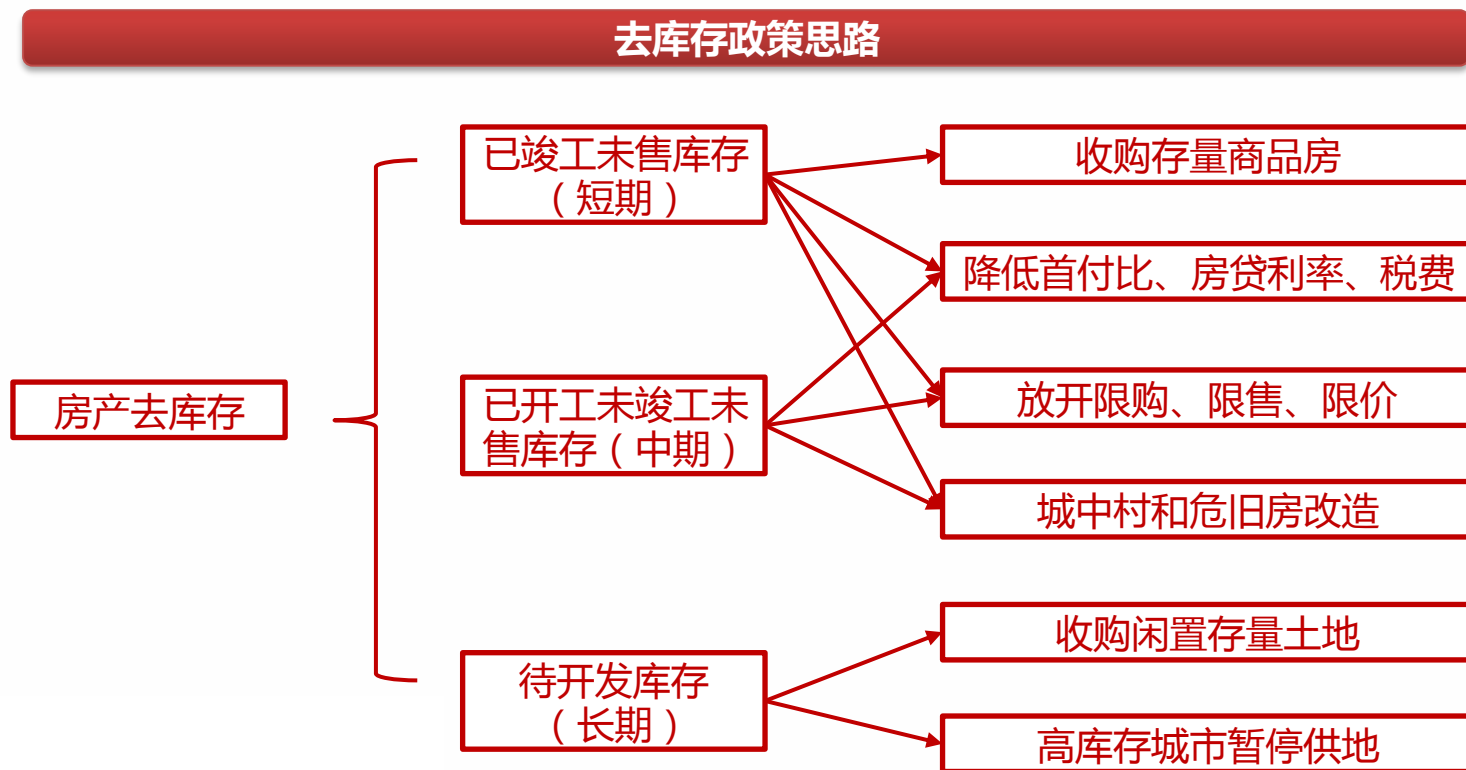 去库存政策思路
已竣工未售库存
（短期）
收购存量商品房
降低首付比、房贷利率、税费
房产去库存
已开工未竣工未
售库存（中期）
放开限购、限售、限价
城中村和危旧房改造
待开发库存
（长期）
收购闲置存量土地
高库存城市暂停供地